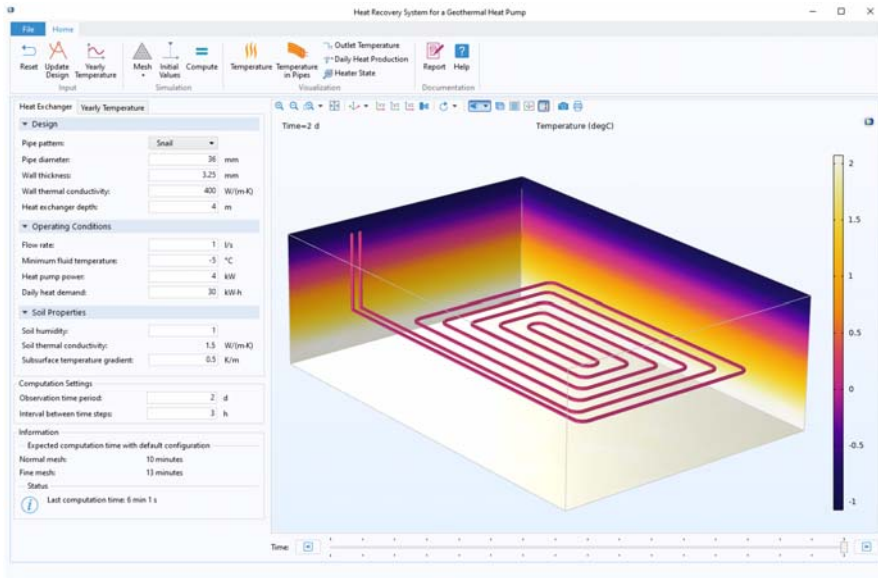 Heat Recovery System for a Geothermal Heat Pump
File Home
Reset Update Design Yearly Temperature Mesh Initial Values Compute Temperature Temperature in Pipes Outlet Temperature Daily Heat Production Heater State Report Help
Input Simulation Visualization Documentation
Heat Exchanger Yearly Temperature
Design
Pipe pattern: Snail
Pipe diameter: 36 mm
Wall thickness: 3.25 mm
Wall thermal conductivity: 400 W/(m·K)
Heat exchanger depth: 4 m
Operating Conditions
Flow rate: 1 l/s
Minimum fluid temperature: -5 °C
Heat pump power: 4 kW
Daily heat demand: 30 kW·h
Soil Properties
Soil humidity: 1
Soil thermal conductivity: 1.5 W/(m·K)
Subsurface temperature gradient: 0.5 K/m
Computation Settings
Observation time period: 2 d
Interval between time steps: 3 h
Information
Expected computation time with default configuration
Normal mesh: 10 minutes
Fine mesh: 13 minutes
Status
Last computation time: 6 min 1 s
Time=2 d Temperature (degC)
2
1.5
1
0.5
0
-0.5
-1
Time: